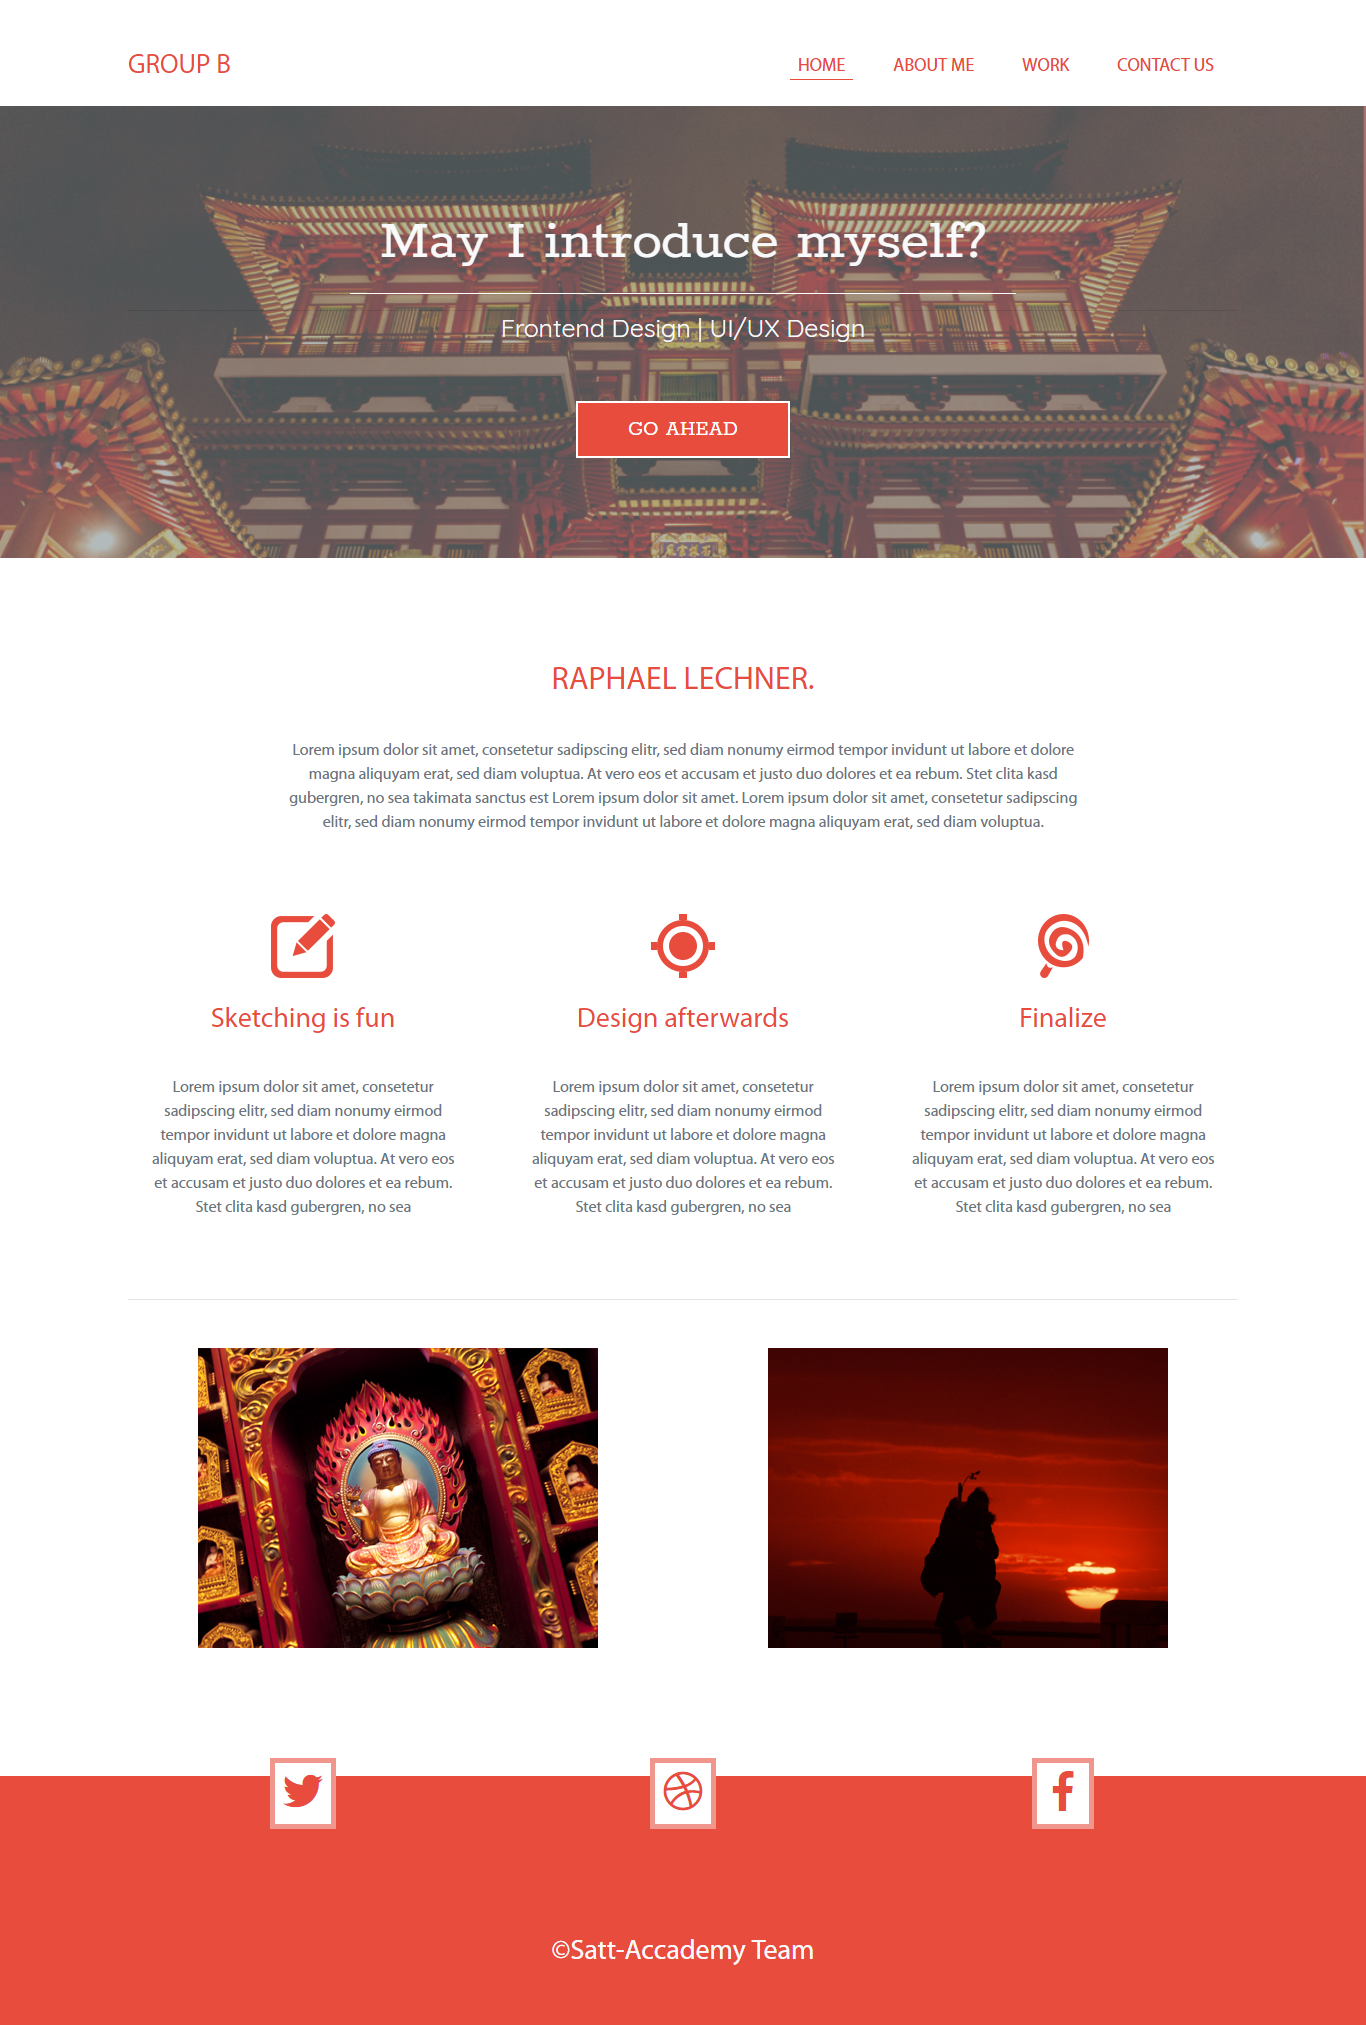 GROUP B
HOME ABOUT ME WORK CONTACT US
May I introduce myself?
Frontend Design | UI/UX Design
GO AHEAD
RAPHAEL LECHNER.
Lorem ipsum dolor sit amet, consetetur sadipscing elitr, sed diam nonumy eirmod tempor invidunt ut labore et dolore
magna aliquyam erat, sed diam voluptua. At vero eos et accusam et justo duo dolores et ea rebum. Stet clita kasd
gubergren, no sea takimata sanctus est Lorem ipsum dolor sit amet. Lorem ipsum dolor sit amet, consetetur sadipscing
elitr, sed diam nonumy eirmod tempor invidunt ut labore et dolore magna aliquyam erat, sed diam voluptua.
Sketching is fun
Lorem ipsum dolor sit amet, consetetur
sadipscing elitr, sed diam nonumy eirmod
tempor invidunt ut labore et dolore magna
aliquyam erat, sed diam voluptua. At vero eos
et accusam et justo duo dolores et ea rebum.
Stet clita kasd gubergren, no sea
Design afterwards
Lorem ipsum dolor sit amet, consetetur
sadipscing elitr, sed diam nonumy eirmod
tempor invidunt ut labore et dolore magna
aliquyam erat, sed diam voluptua. At vero eos
et accusam et justo duo dolores et ea rebum.
Stet clita kasd gubergren, no sea
Finalize
Lorem ipsum dolor sit amet, consetetur
sadipscing elitr, sed diam nonumy eirmod
tempor invidunt ut labore et dolore magna
aliquyam erat, sed diam voluptua. At vero eos
et accusam et justo duo dolores et ea rebum.
Stet clita kasd gubergren, no sea
©Satt-Accademy Team